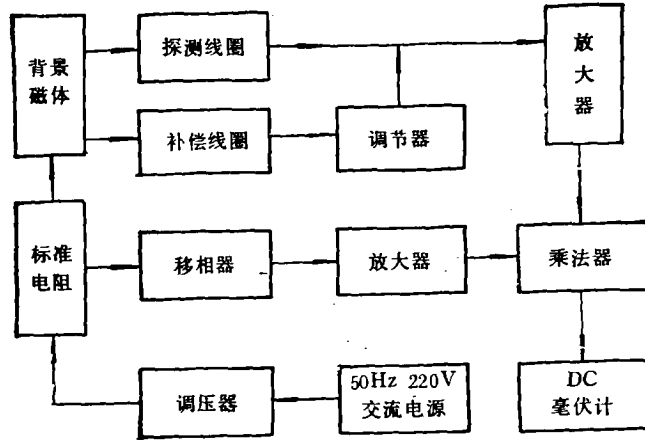 探测线圈
放
大
器
背景
磁体
补偿线圈
调节器
标准
电阻
移相器
放大器
乘法器
调压器
50Hz 220V
交流电源
DC
毫伏计